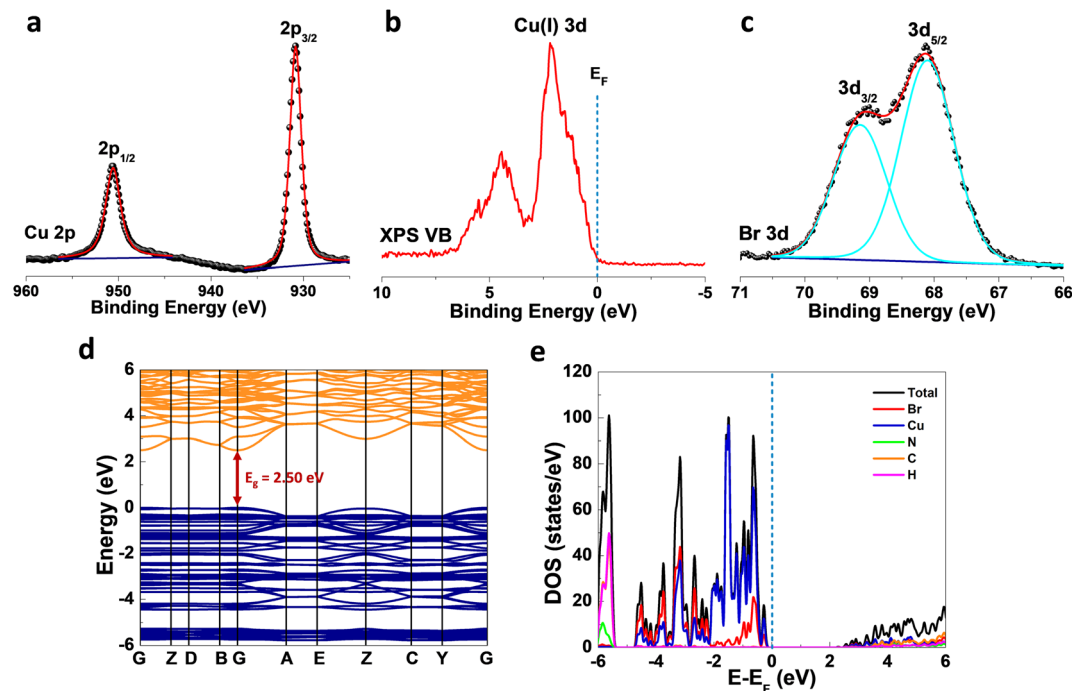 a
2p3/2
2p1/2
Cu 2p
960 950 940 930
Binding Energy (eV)
b
Cu(I) 3d
EF
XPS VB
10 5 0 -5
Binding Energy (eV)
c
3d5/2
3d3/2
Br 3d
71 70 69 68 67 66
Binding Energy (eV)
d
6
4
2
0
-2
-4
-6
Energy (eV)
Eg = 2.50 eV
G Z D B G A E Z C Y G
e
120
100
80
60
40
20
0
DOS (states/eV)
Total
Br
Cu
N
C
H
-6 -4 -2 0 2 4 6
E-EF (eV)